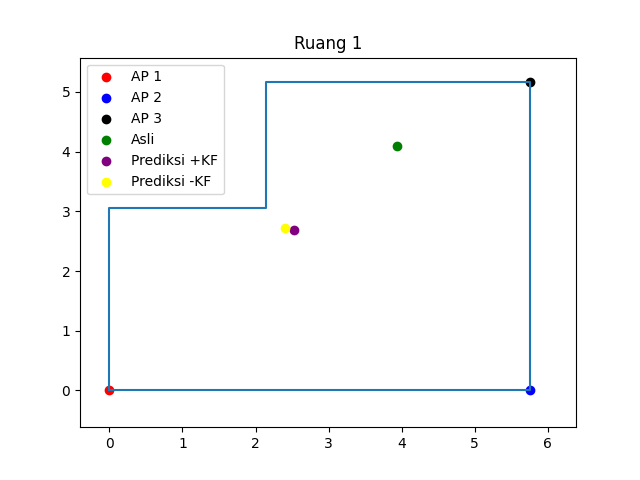 Ruang 1
AP 1
AP 2
AP 3
Asli
Prediksi +KF
Prediksi -KF
5
4
3
2
1
0
0 1 2 3 4 5 6